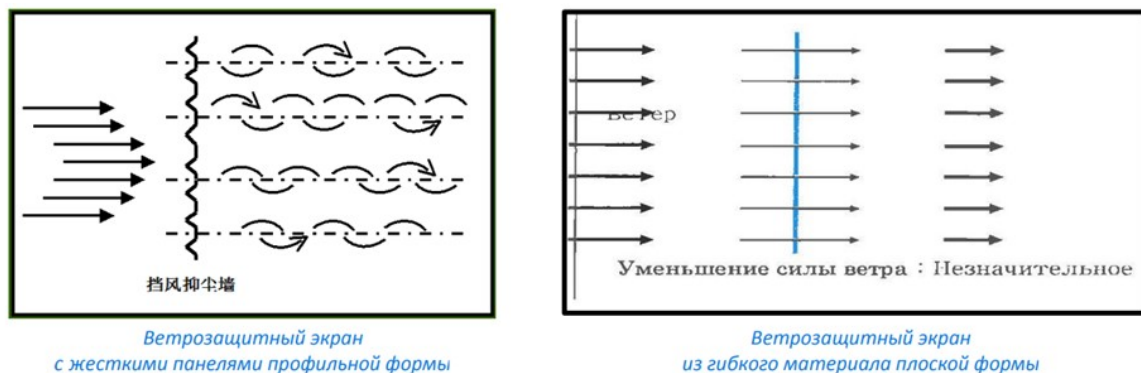 挡风抑尘墙
Ветрозащитный экран
с жесткими панелями профильной формы
Ветер
Уменьшение силы ветра : Незначительное
Ветрозащитный экран
из гибкого материала плоской формы